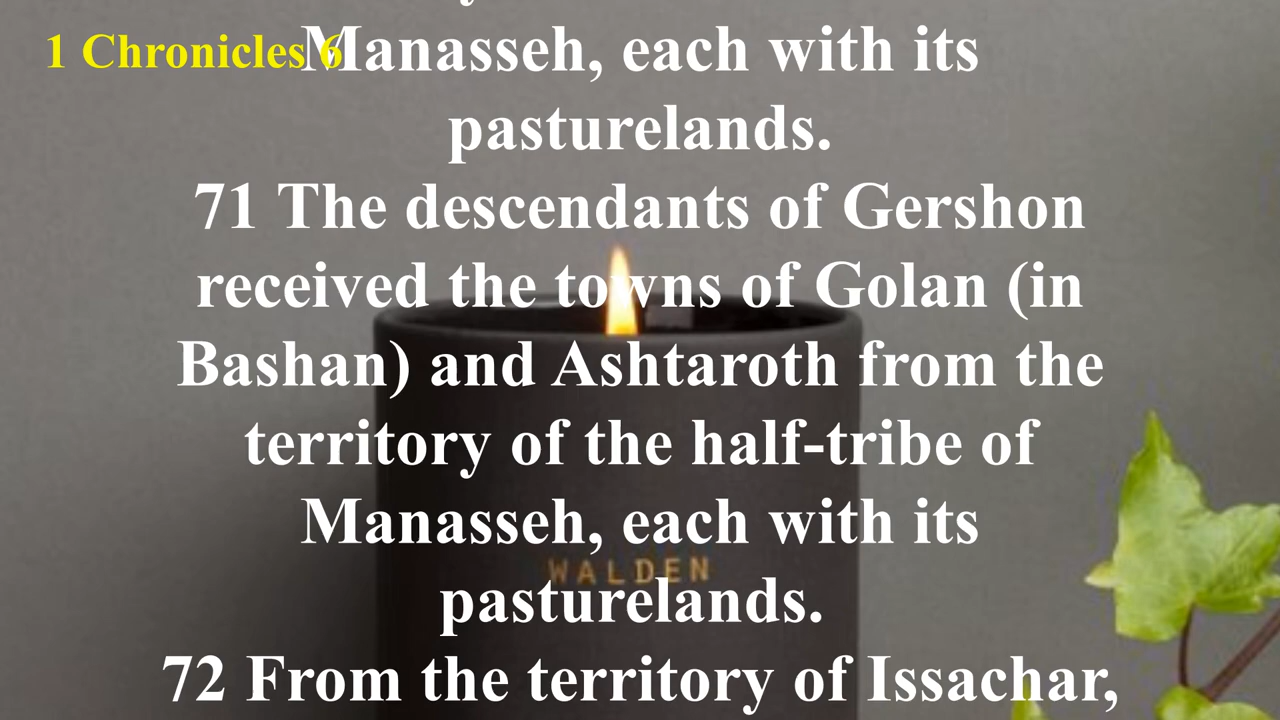 1 Chronicles 6
Manasseh, each with its
pasturelands.
71 The descendants of Gershon
received the towns of Golan (in
Bashan) and Ashtaroth from the
territory of the half-tribe of
Manasseh, each with its
WALDEN
pasturelands.
72 From the territory of Issachar,